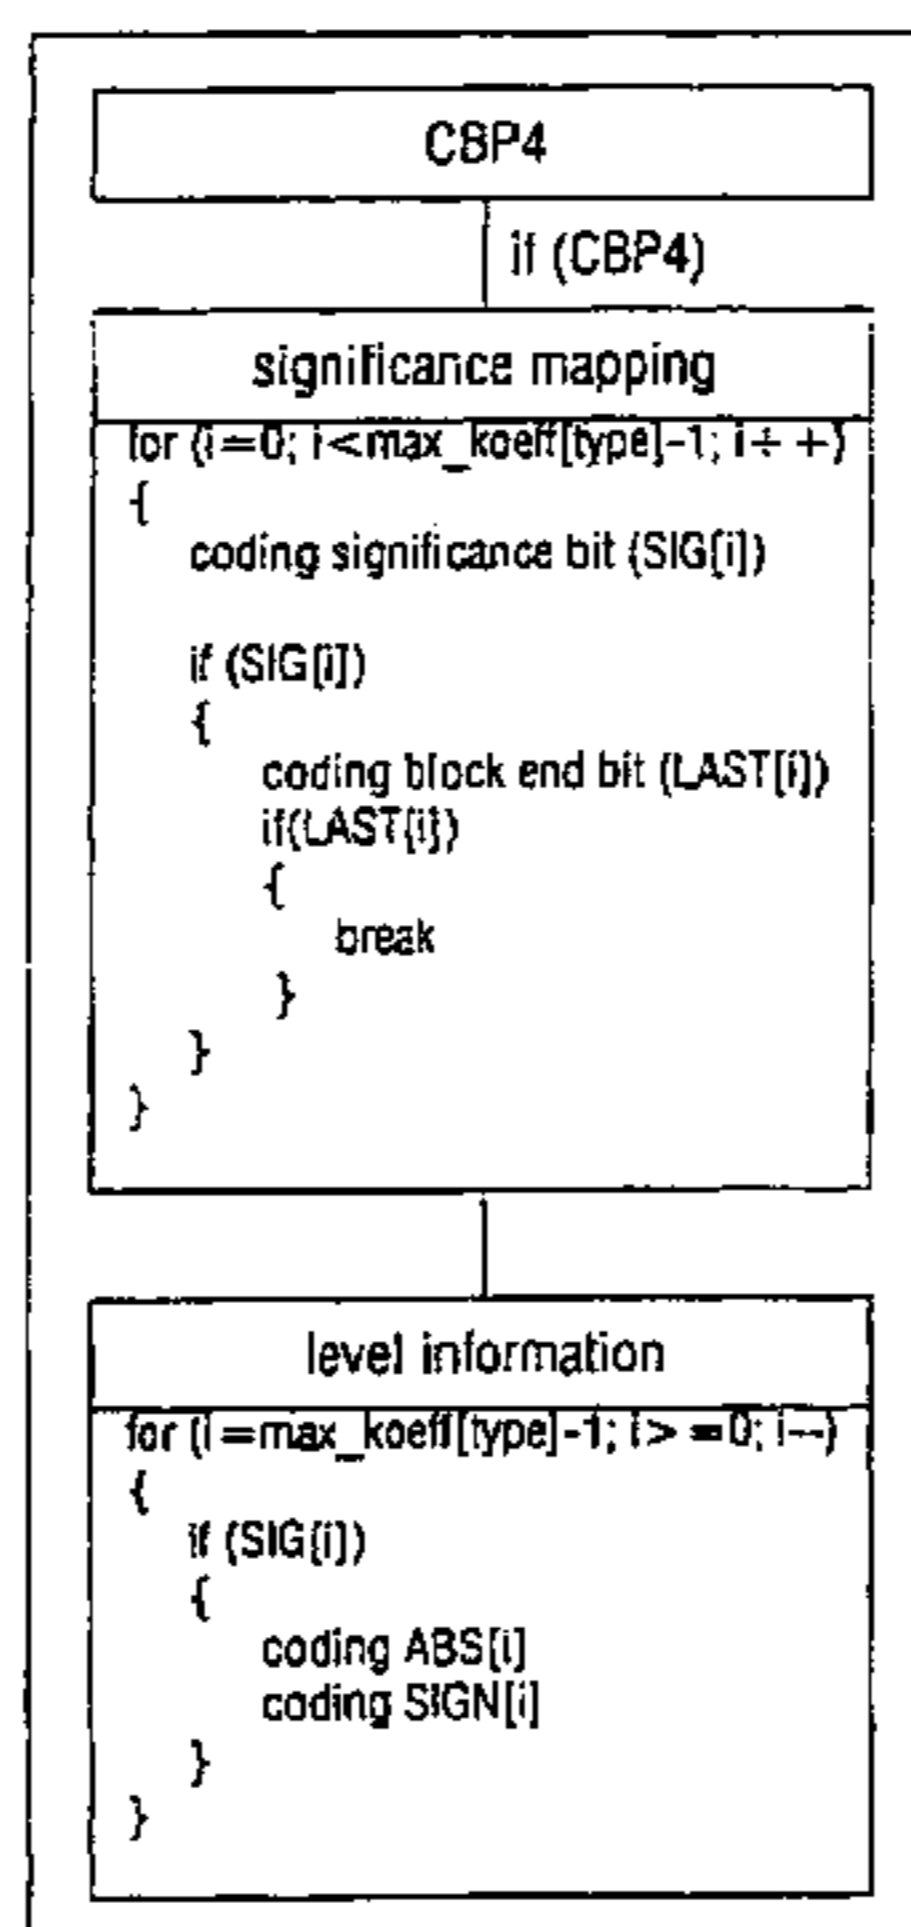 CBP4
if (CBP4)
significance mapping
for (i=0; i<max_koeff[type]-1; i++)
{
coding significance bit (SIG[i])
if (SIG[i])
{
coding block end bit (LAST[i])
if(LAST[i])
{
break
}
}
}
level information
for (i=max_koeff[type]-1; i>=0; i--)
{
if (SIG[i])
{
coding ABS[i]
coding SIGN[i]
}
}